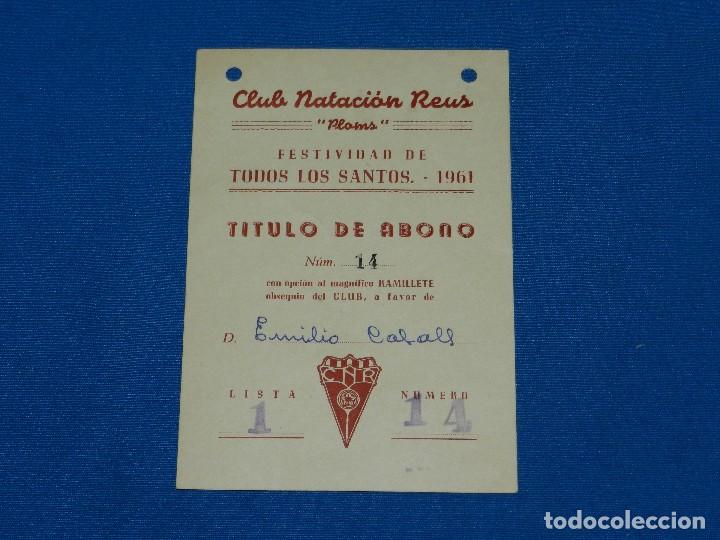 Club Natación Reus
"Ploms"
FESTIVIDAD DE
TODOS LOS SANTOS. - 1961
TITULO DE ABONO
Núm. 14
con opción al magnífico RAMILLETE
obsequio del CLUB, a favor de
D. Emilio
CNR
LISTA NUMERO
1 14
todocoleccion.net